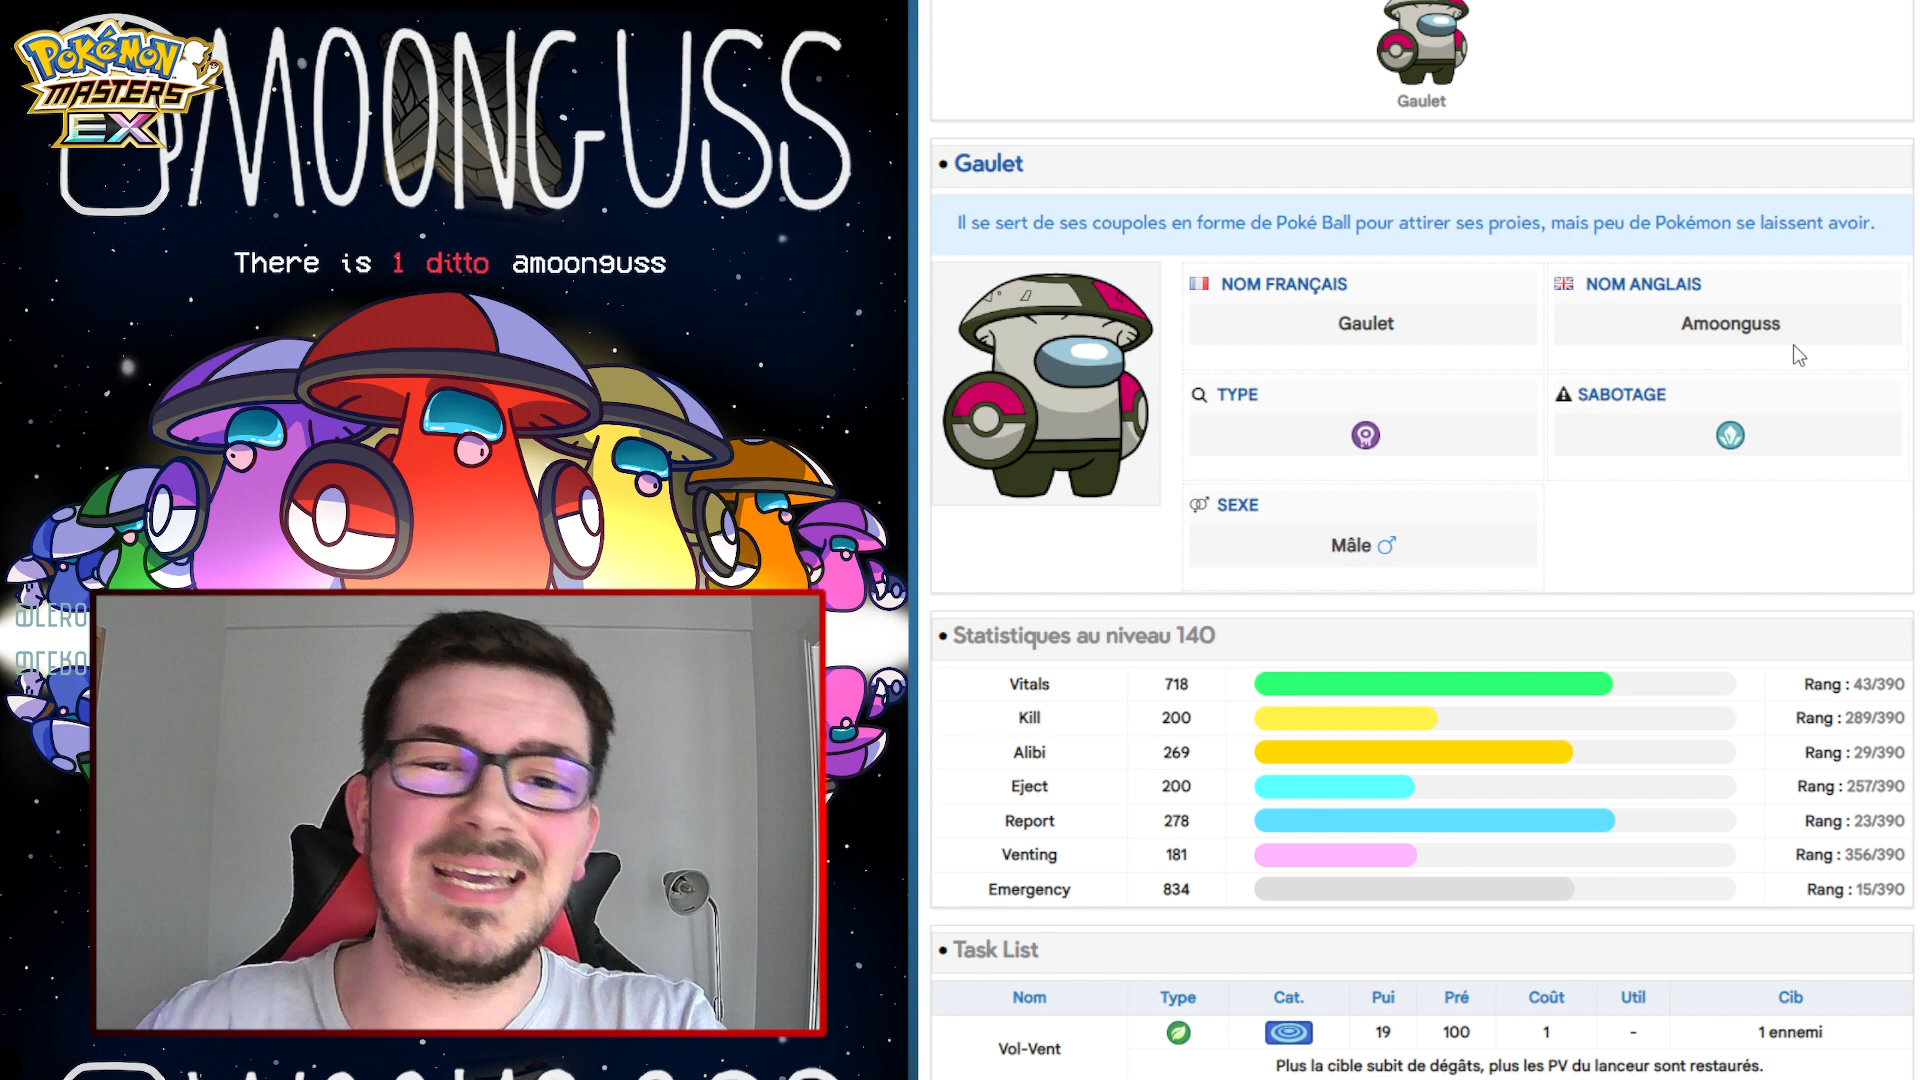 POKÉMON
MASTERS
EX
AMOONGUSS
There is 1 ditto amoonguss
Gaulet
• Gaulet
Il se sert de ses coupoles en forme de Poké Ball pour attirer ses proies, mais peu de Pokémon se laissent avoir.
NOM FRANÇAIS
NOM ANGLAIS
Gaulet
Amoonguss
TYPE
SABOTAGE
SEXE
Mâle ♂
• Statistiques au niveau 140
Vitals 718 Rang : 43/390
Kill 200 Rang : 289/390
Alibi 269 Rang : 29/390
Eject 200 Rang : 257/390
Report 278 Rang : 23/390
Venting 181 Rang : 356/390
Emergency 834 Rang : 15/390
• Task List
Nom Type Cat. Pui Pré Coût Util Cib
Vol-Vent 19 100 1 - 1 ennemi
Plus la cible subit de dégâts, plus les PV du lanceur sont restaurés.